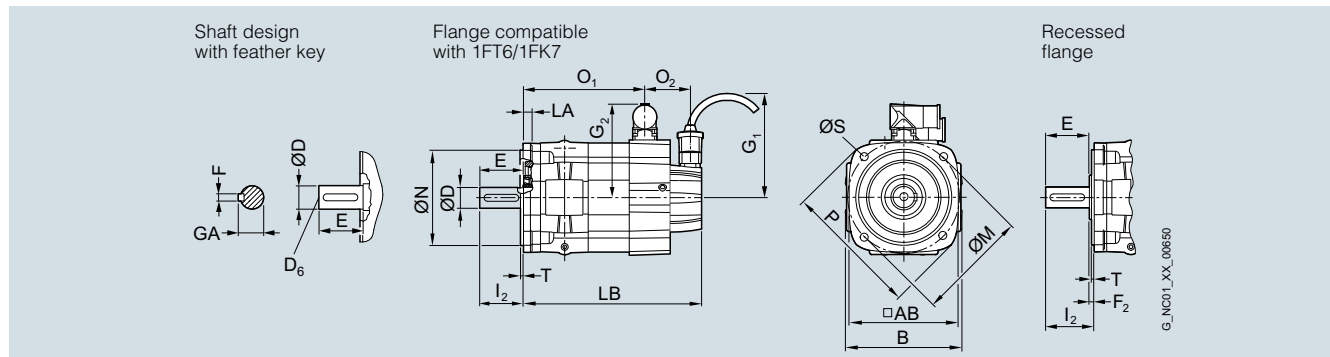 Shaft design
with feather key
Flange compatible
with 1FT6/1FK7
Recessed
flange
O₁
O₂
LA
G₂
G₁
E
ØN
ØD
T
I₂
LB
F
GA
ØD
E
D₆
ØS
P
ØM
□AB
B
E
T
F₂
I₂
G_NC01_XX_00650